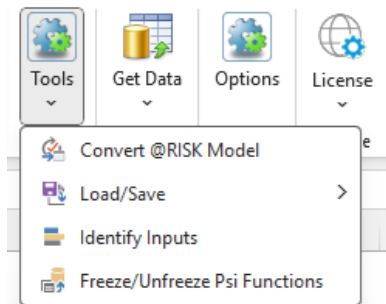 Tools
Get Data
Options
License
Convert @RISK Model
Load/Save
Identify Inputs
Freeze/Unfreeze Psi Functions